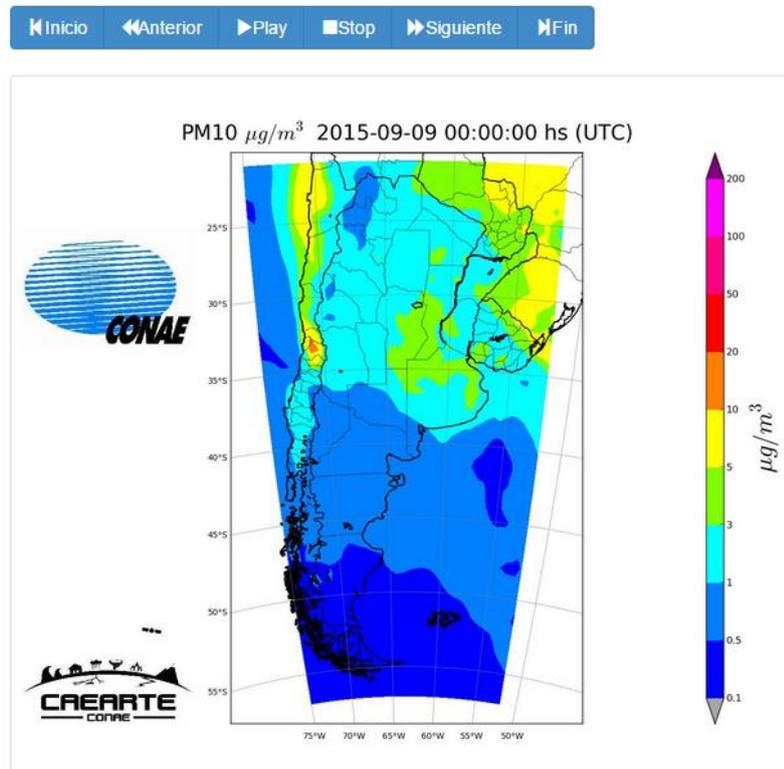 Inicio Anterior Play Stop Siguiente Fin
PM10 μg/m³ 2015-09-09 00:00:00 hs (UTC)
25°S
30°S
35°S
40°S
45°S
50°S
55°S
75°W 70°W 65°W 60°W 55°W 50°W
200
100
50
20
10
5
3
1
0.5
0.1
μg/m³
CONAE
CAEARTE
CONAE